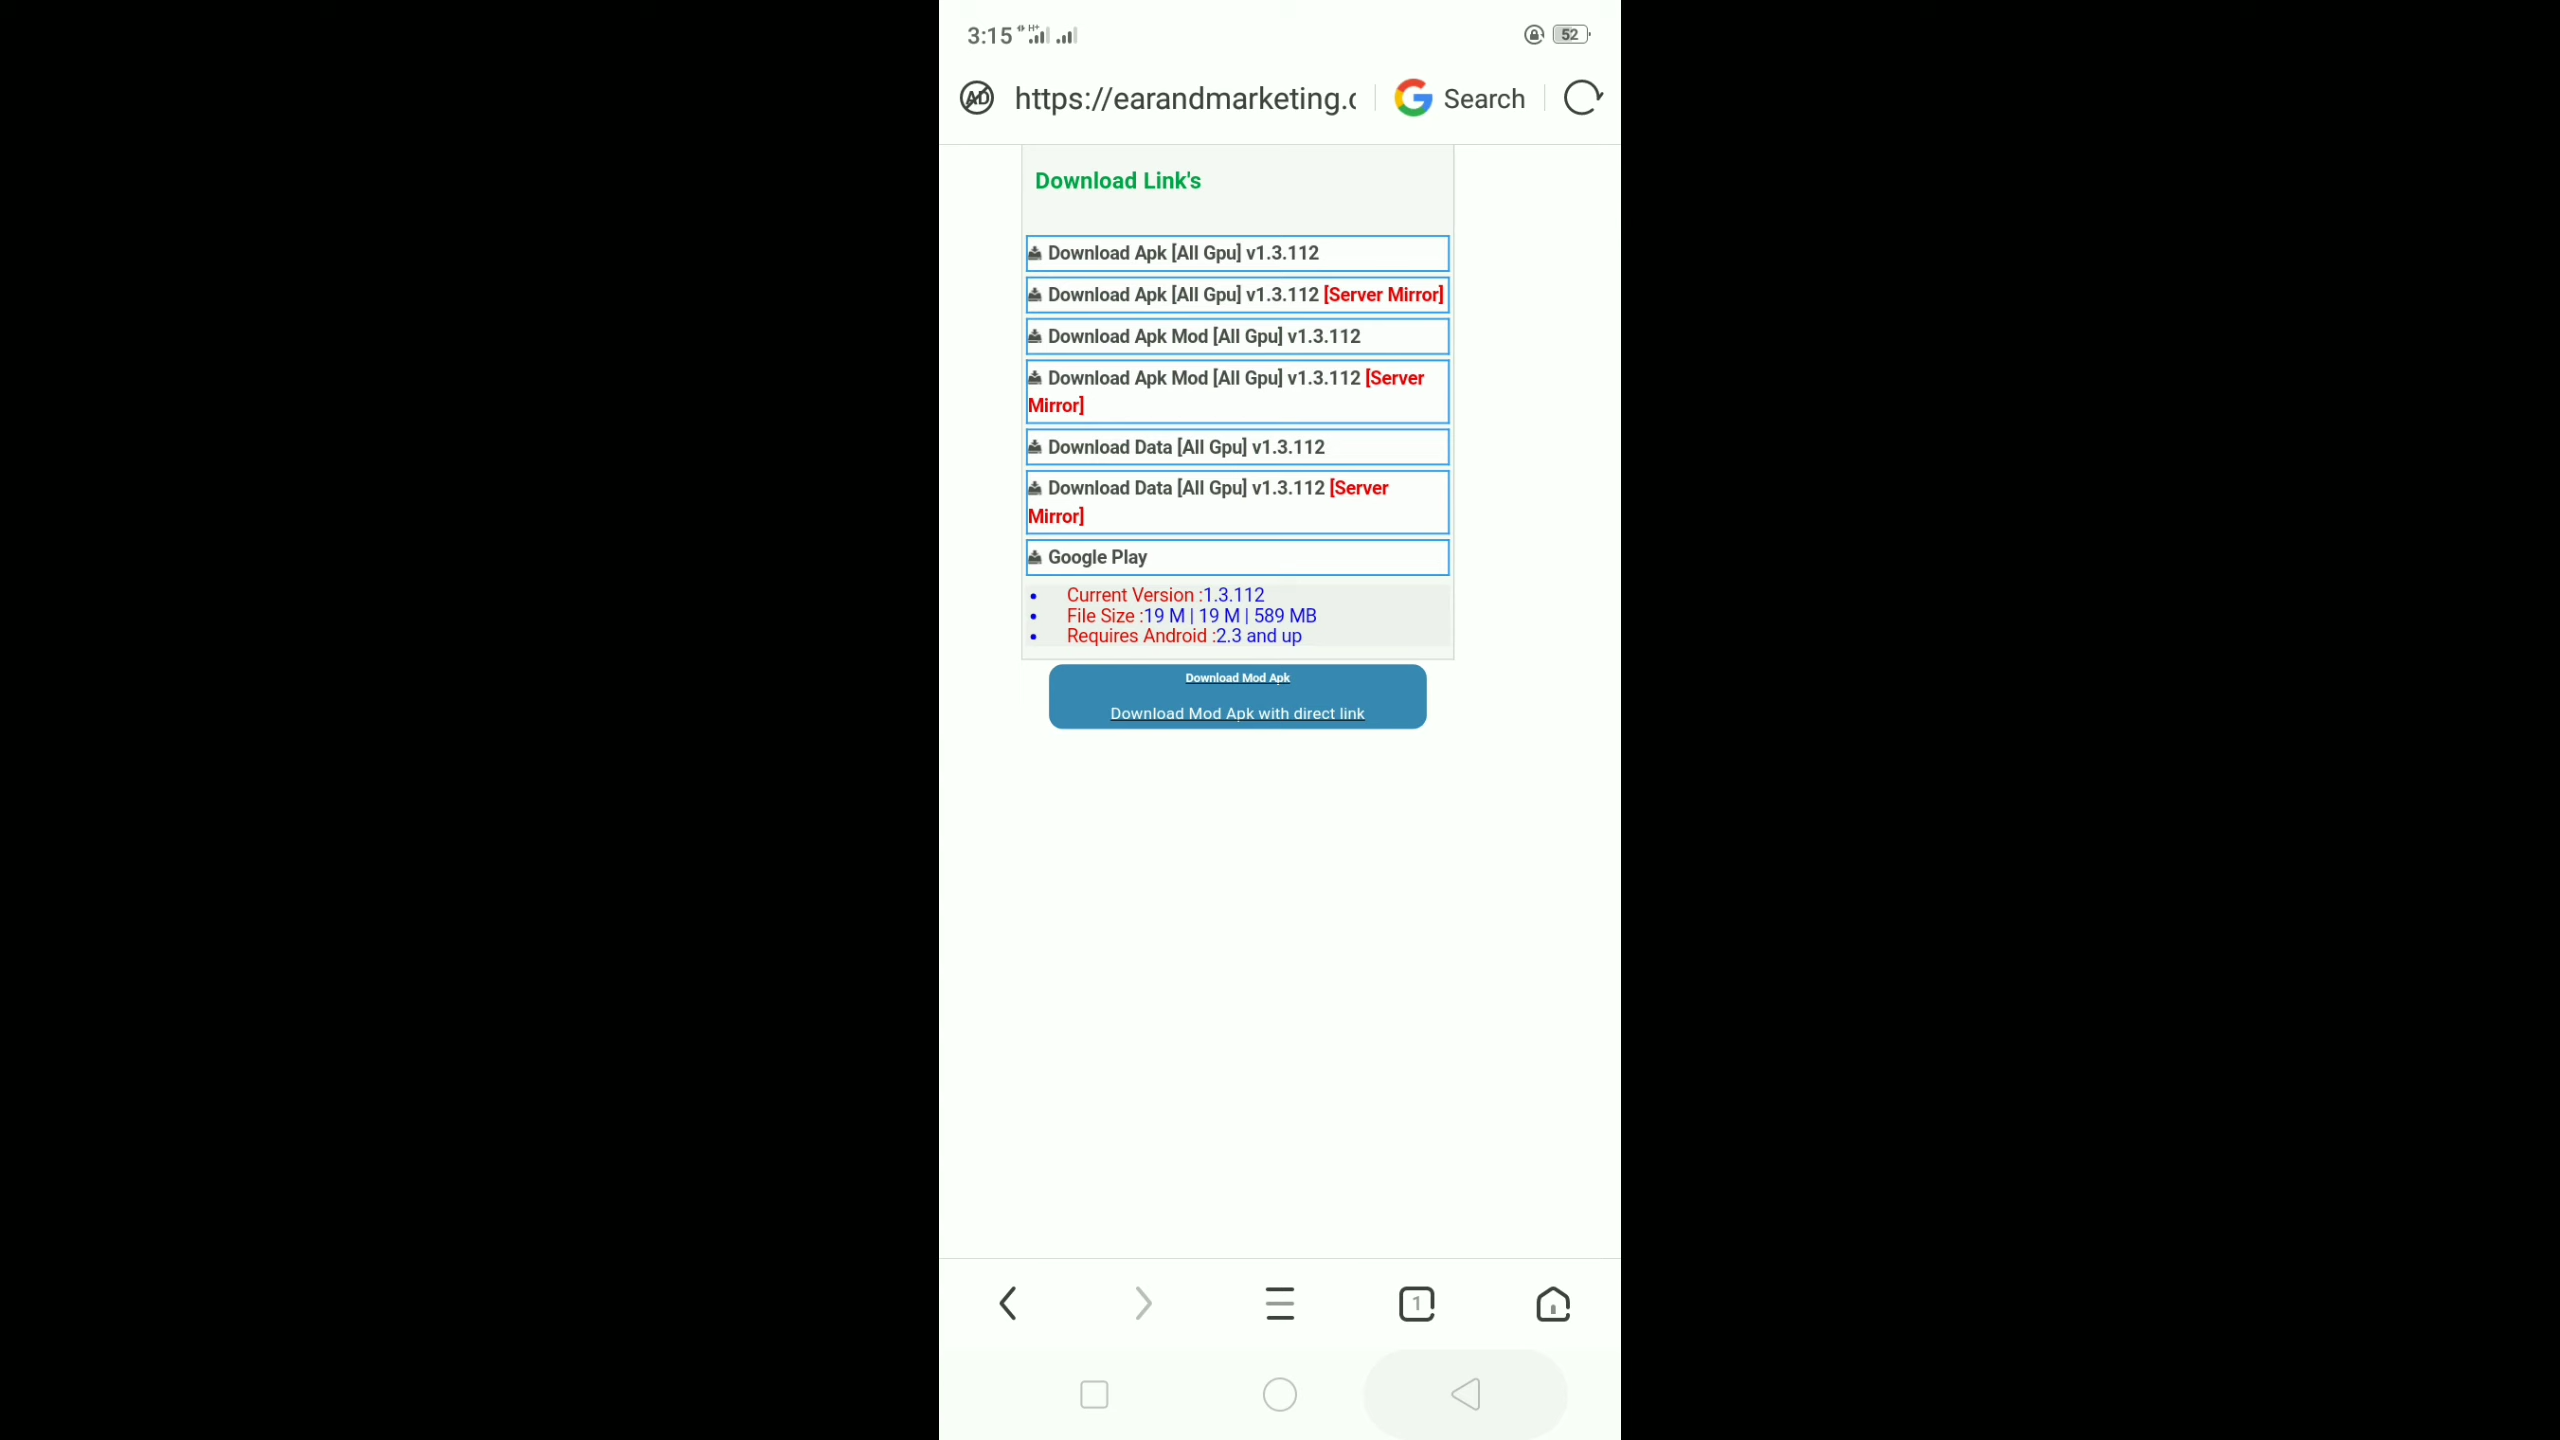 3:15 H+ 52
AD https://earandmarketing.c G Search
Download Link's
Download Apk [All Gpu] v1.3.112
Download Apk [All Gpu] v1.3.112 [Server Mirror]
Download Apk Mod [All Gpu] v1.3.112
Download Apk Mod [All Gpu] v1.3.112 [Server
Mirror]
Download Data [All Gpu] v1.3.112
Download Data [All Gpu] v1.3.112 [Server
Mirror]
Google Play
• Current Version :1.3.112
• File Size :19 M | 19 M | 589 MB
• Requires Android :2.3 and up
Download Mod Apk
Download Mod Apk with direct link
1